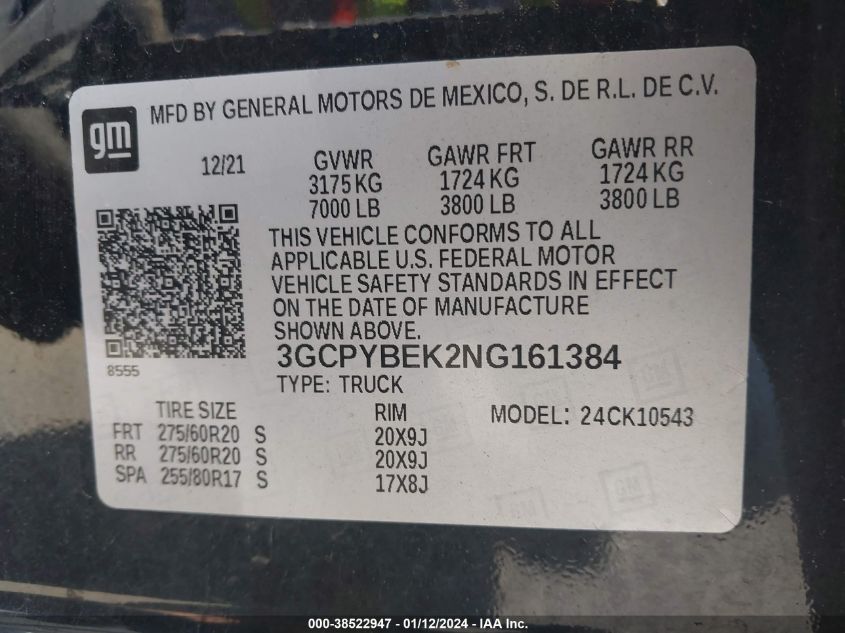 gm
MFD BY GENERAL MOTORS DE MEXICO, S. DE R.L. DE C.V.
12/21 GVWR GAWR FRT GAWR RR
3175 KG 1724 KG 1724 KG
7000 LB 3800 LB 3800 LB
THIS VEHICLE CONFORMS TO ALL
APPLICABLE U.S. FEDERAL MOTOR
VEHICLE SAFETY STANDARDS IN EFFECT
ON THE DATE OF MANUFACTURE
SHOWN ABOVE.
8555
3GCPYBEK2NG161384
TYPE: TRUCK
TIRE SIZE RIM MODEL: 24CK10543
FRT 275/60R20 S 20X9J
RR 275/60R20 S 20X9J
SPA 255/80R17 S 17X8J
000-38522947 - 01/12/2024 - IAA Inc.